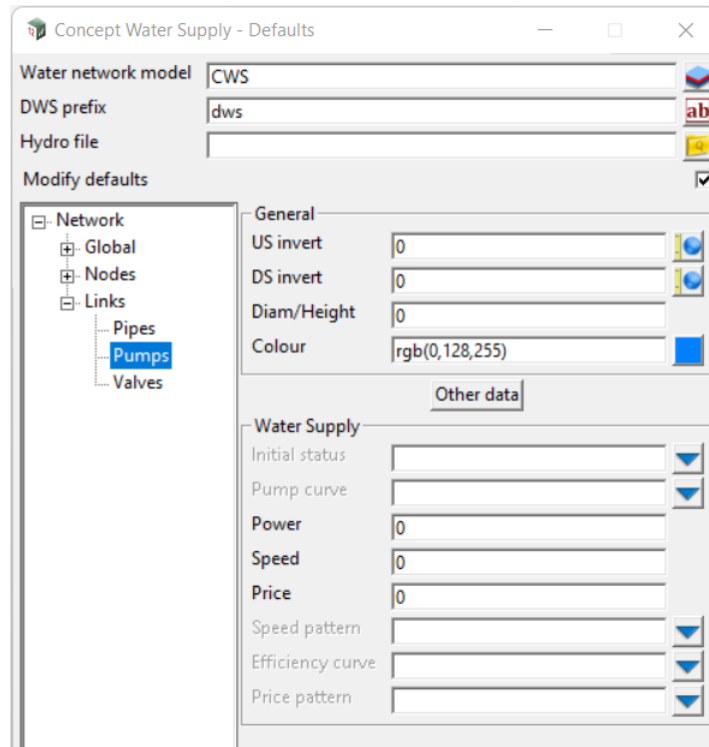 Concept Water Supply - Defaults
Water network model CWS
DWS prefix dws
ab
Hydro file
Modify defaults
Network
Global
Nodes
Links
Pipes
Pumps
Valves
General
US invert 0
DS invert 0
Diam/Height 0
Colour rgb(0,128,255)
Other data
Water Supply
Initial status
Pump curve
Power 0
Speed 0
Price 0
Speed pattern
Efficiency curve
Price pattern